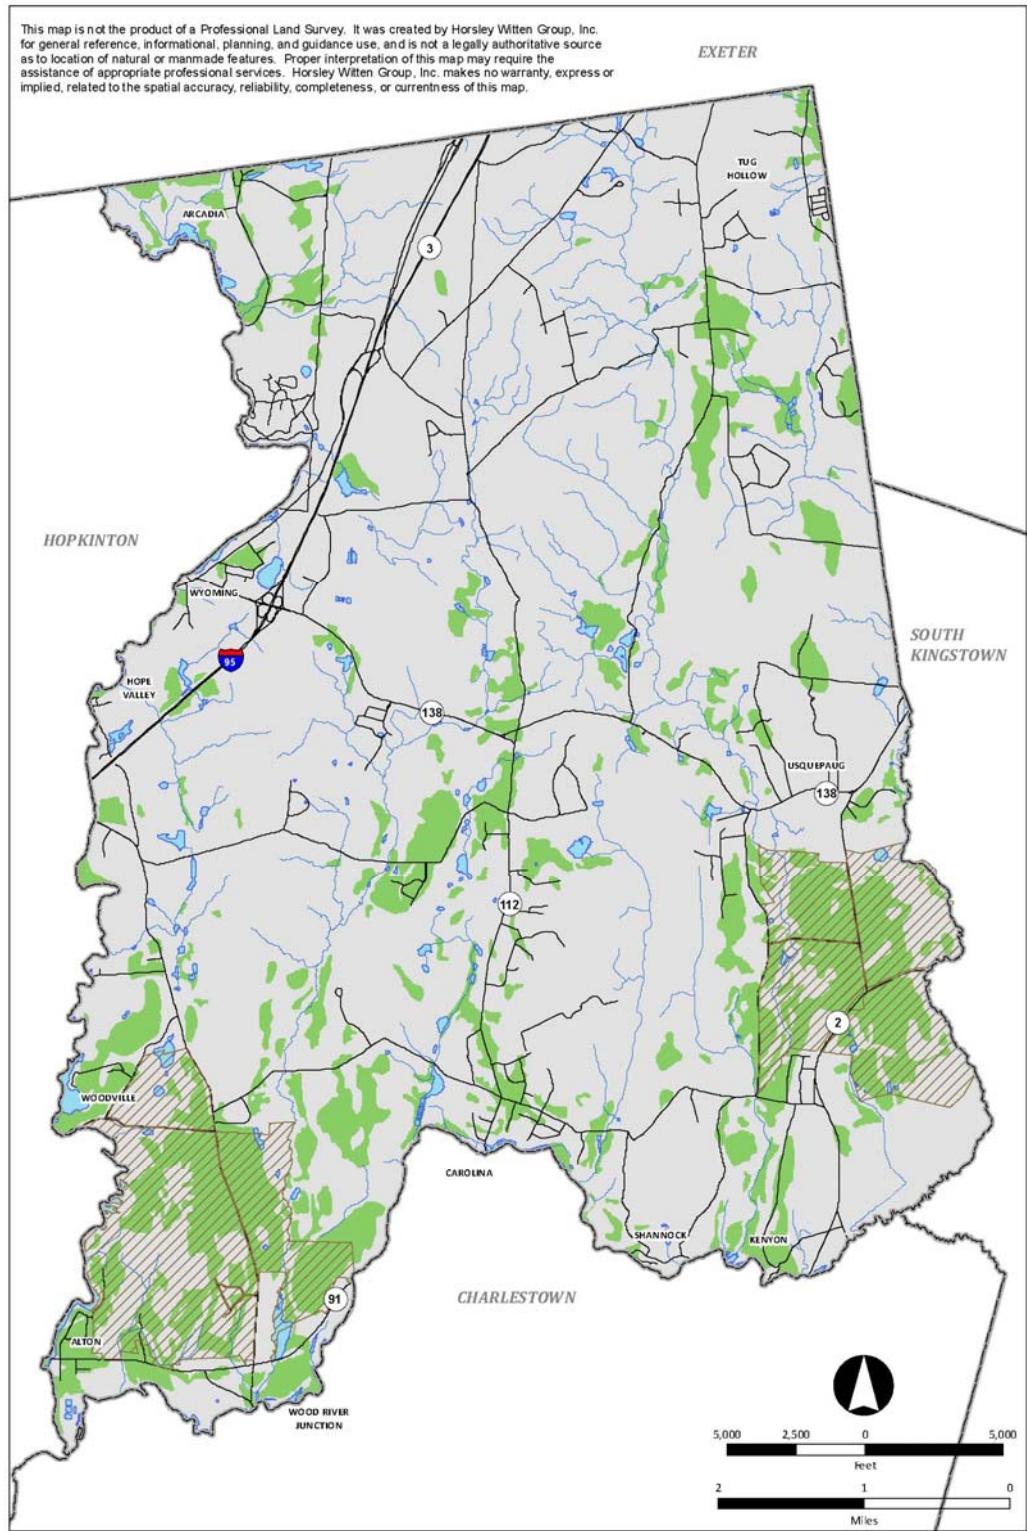 This map is not the product of a Professional Land Survey. It was created by Horsley Witten Group, Inc.
for general reference, informational, planning, and guidance use, and is not a legally authoritative source
as to location of natural or manmade features. Proper interpretation of this map may require the
assistance of appropriate professional services. Horsley Witten Group, Inc. makes no warranty, express or
implied, related to the spatial accuracy, reliability, completeness, or currentness of this map.
EXETER
TUG
HOLLOW
ARCADIA
3
HOPKINTON
WYOMING
SOUTH
KINGSTOWN
95
HOPE
VALLEY
138
USQUEPAUG
138
112
2
WOODVILLE
CAROLINA
SHANNOCK
KENYON
91
CHARLESTOWN
ALTON
WOOD RIVER
JUNCTION
5,000 2,500 0 5,000
Feet
2 1 0
Miles